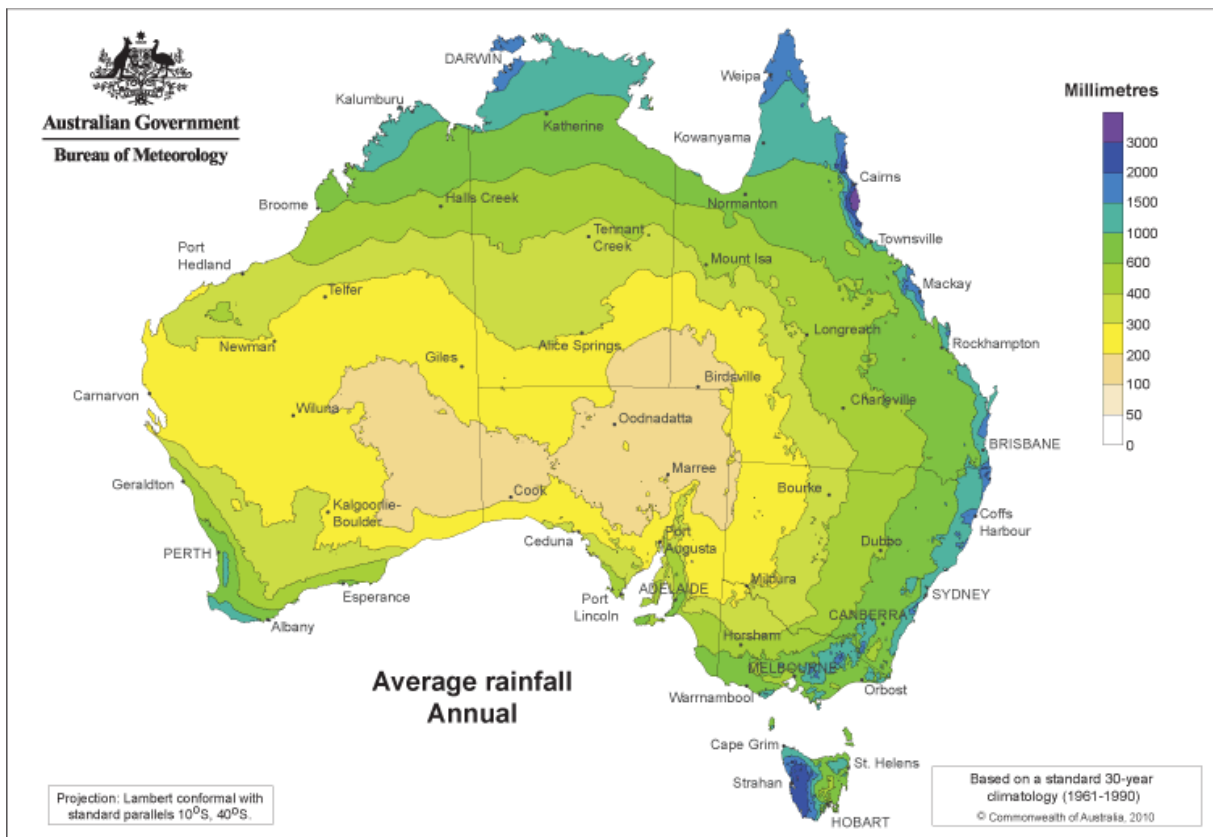 Australian Government
Bureau of Meteorology
DARWIN
Weipa
Kalumburu
Katherine
Kowanyama
Cairns
Broome
Halls Creek
Normanton
Tennant
Creek
Townsville
Port
Hedland
Mount Isa
Mackay
Telfer
Longreach
Newman
Alice Springs
Rockhampton
Giles
Birdsville
Carnarvon
Wiluna
Charleville
Oodnadatta
BRISBANE
Marree
Geraldton
Cook
Bourke
Kalgoorlie-
Boulder
Coffs
Harbour
Ceduna
Port
Augusta
Dubbo
PERTH
Mildura
Esperance
Port
Lincoln
ADELAIDE
SYDNEY
CANBERRA
Albany
Horsham
MELBOURNE
Orbost
Warrnambool
Cape Grim
St. Helens
Strahan
HOBART
Millimetres
3000
2000
1500
1000
600
400
300
200
100
50
0
Average rainfall
Annual
Projection: Lambert conformal with
standard parallels 10°S, 40°S.
Based on a standard 30-year
climatology (1961-1990)
© Commonwealth of Australia, 2010